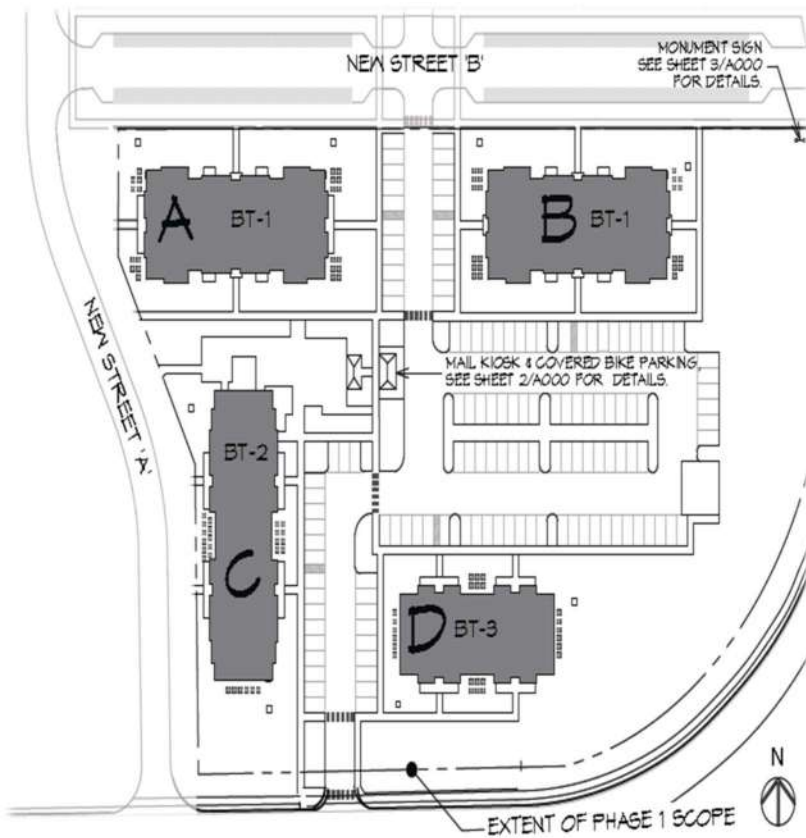 NEW STREET 'B'
MONUMENT SIGN
SEE SHEET 3/A000
FOR DETAILS.
A BT-1
B BT-1
NEW STREET 'A'
MAIL KIOSK & COVERED BIKE PARKING,
SEE SHEET 2/A000 FOR DETAILS.
BT-2
C
D BT-3
N
EXTENT OF PHASE 1 SCOPE